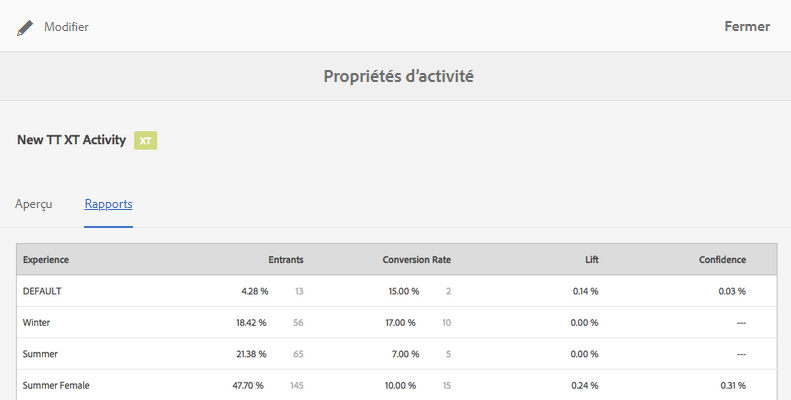 Modifier Fermer
Propriétés d'activité
New TT XT Activity XT
Aperçu Rapports
Experience Entrants Conversion Rate Lift Confidence
DEFAULT 4.28 % 13 15.00 % 2 0.14 % 0.03 %
Winter 18.42 % 56 17.00 % 10 0.00 % ---
Summer 21.38 % 65 7.00 % 5 0.00 % ---
Summer Female 47.70 % 145 10.00 % 15 0.24 % 0.31 %